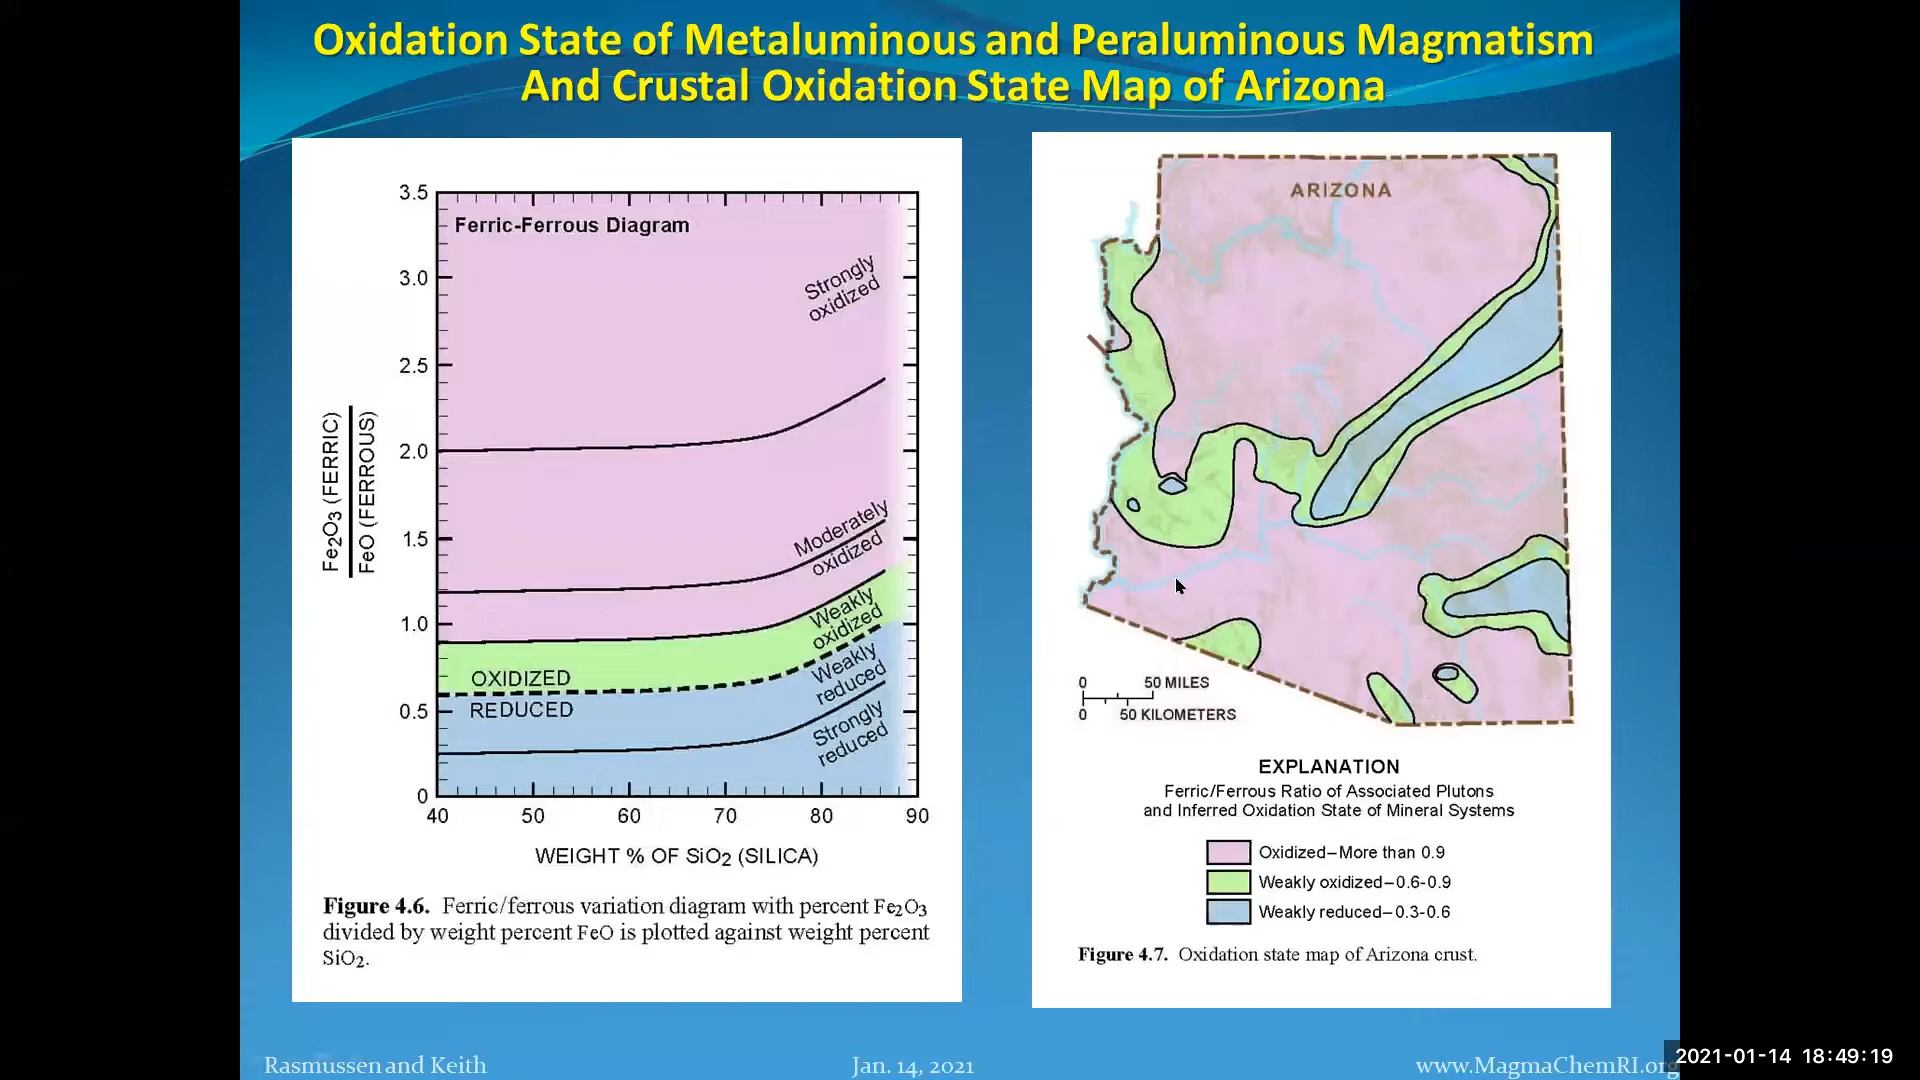 Oxidation State of Metaluminous and Peraluminous Magmatism
And Crustal Oxidation State Map of Arizona
3.5
3.0
2.5
2.0
1.5
1.0
0.5
0
Ferric-Ferrous Diagram
Strongly
oxidized
Moderately
oxidized
Weakly
oxidized
OXIDIZED
REDUCED
Weakly
reduced
Strongly
reduced
Fe2O3 (FERRIC)
FeO (FERROUS)
40 50 60 70 80 90
WEIGHT % OF SiO2 (SILICA)
Figure 4.6. Ferric/ferrous variation diagram with percent Fe2O3
divided by weight percent FeO is plotted against weight percent
SiO2.
ARIZONA
0 50 MILES
0 50 KILOMETERS
EXPLANATION
Ferric/Ferrous Ratio of Associated Plutons
and Inferred Oxidation State of Mineral Systems
Oxidized–More than 0.9
Weakly oxidized–0.6-0.9
Weakly reduced–0.3-0.6
Figure 4.7. Oxidation state map of Arizona crust.
Rasmussen and Keith
Jan. 14, 2021
www.MagmaChemRI.org
2021-01-14 18:49:19